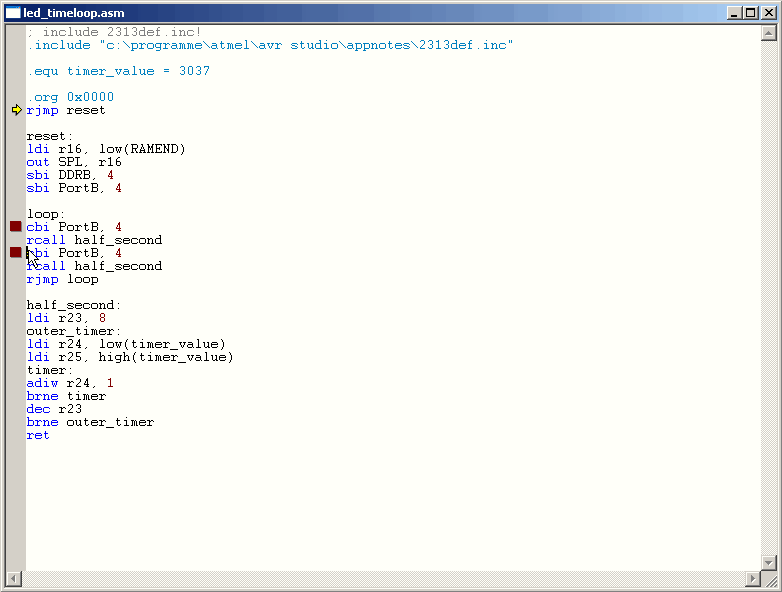 led_timeloop.asm
; include 2313def.inc!
.include "c:\programme\atmel\avr studio\appnotes\2313def.inc"
.equ timer_value = 3037
.org 0x0000
rjmp reset
reset:
ldi r16, low(RAMEND)
out SPL, r16
sbi DDRB, 4
sbi PortB, 4
loop:
cbi PortB, 4
rcall half_second
sbi PortB, 4
rcall half_second
rjmp loop
half_second:
ldi r23, 8
outer_timer:
ldi r24, low(timer_value)
ldi r25, high(timer_value)
timer:
adiw r24, 1
brne timer
dec r23
brne outer_timer
ret